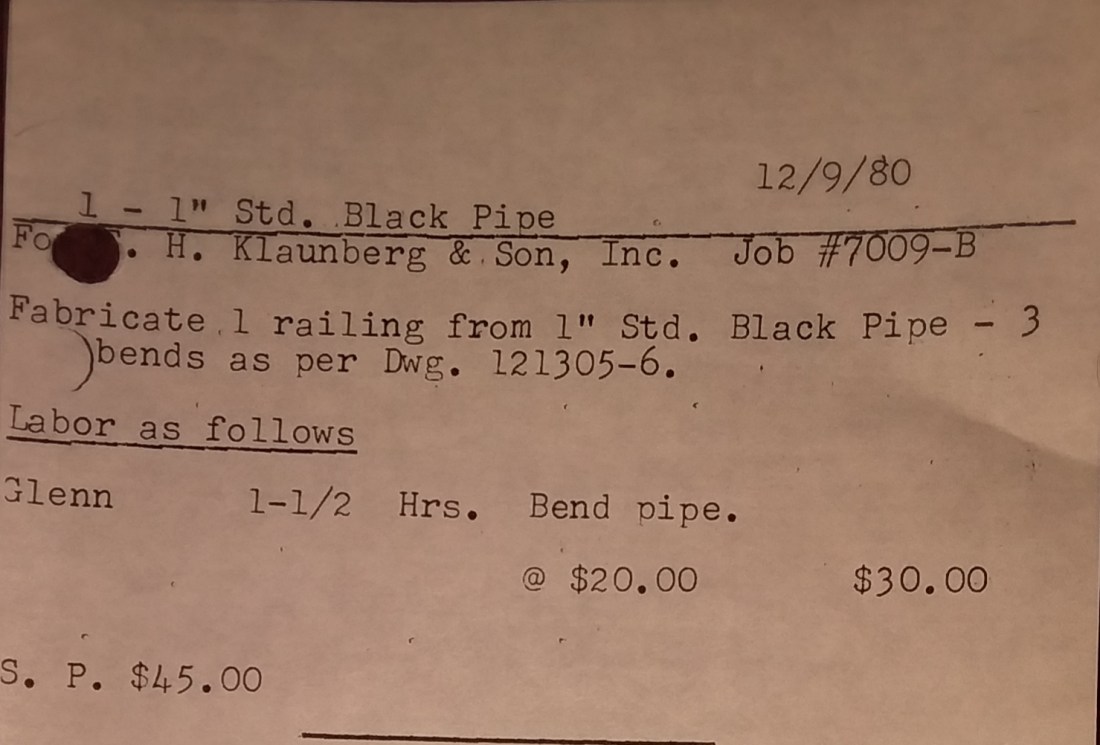 12/9/80
1 - 1" Std. Black Pipe
Fo . H. Klaunberg & Son, Inc. Job #7009-B
Fabricate 1 railing from 1" Std. Black Pipe - 3
bends as per Dwg. 121305-6.
Labor as follows
Glenn 1-1/2 Hrs. Bend pipe.
@ $20.00 $30.00
S. P. $45.00